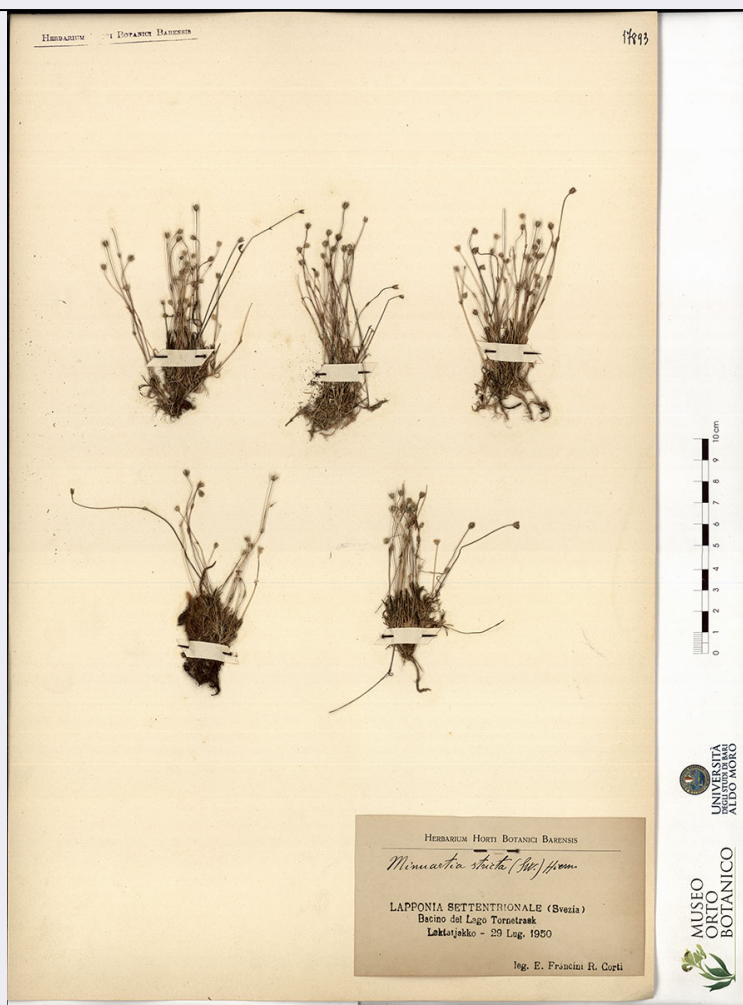 HERBARIUM HORTI BOTANICI BARENSIS
17893
10 cm
9
8
7
6
5
4
3
2
1
0
UNIVERSITÀ
DEGLI STUDI DI BARI
ALDO MORO
MUSEO
ORTO
BOTANICO
HERBARIUM HORTI BOTANICI BARENSIS
Minuartia stricta (Sw.) Hiern
LAPPONIA SETTENTRIONALE (Svezia)
Bacino del Lago Tornetrask
Laktatjakko - 29 Lug. 1950
leg. E. Francini R. Corti